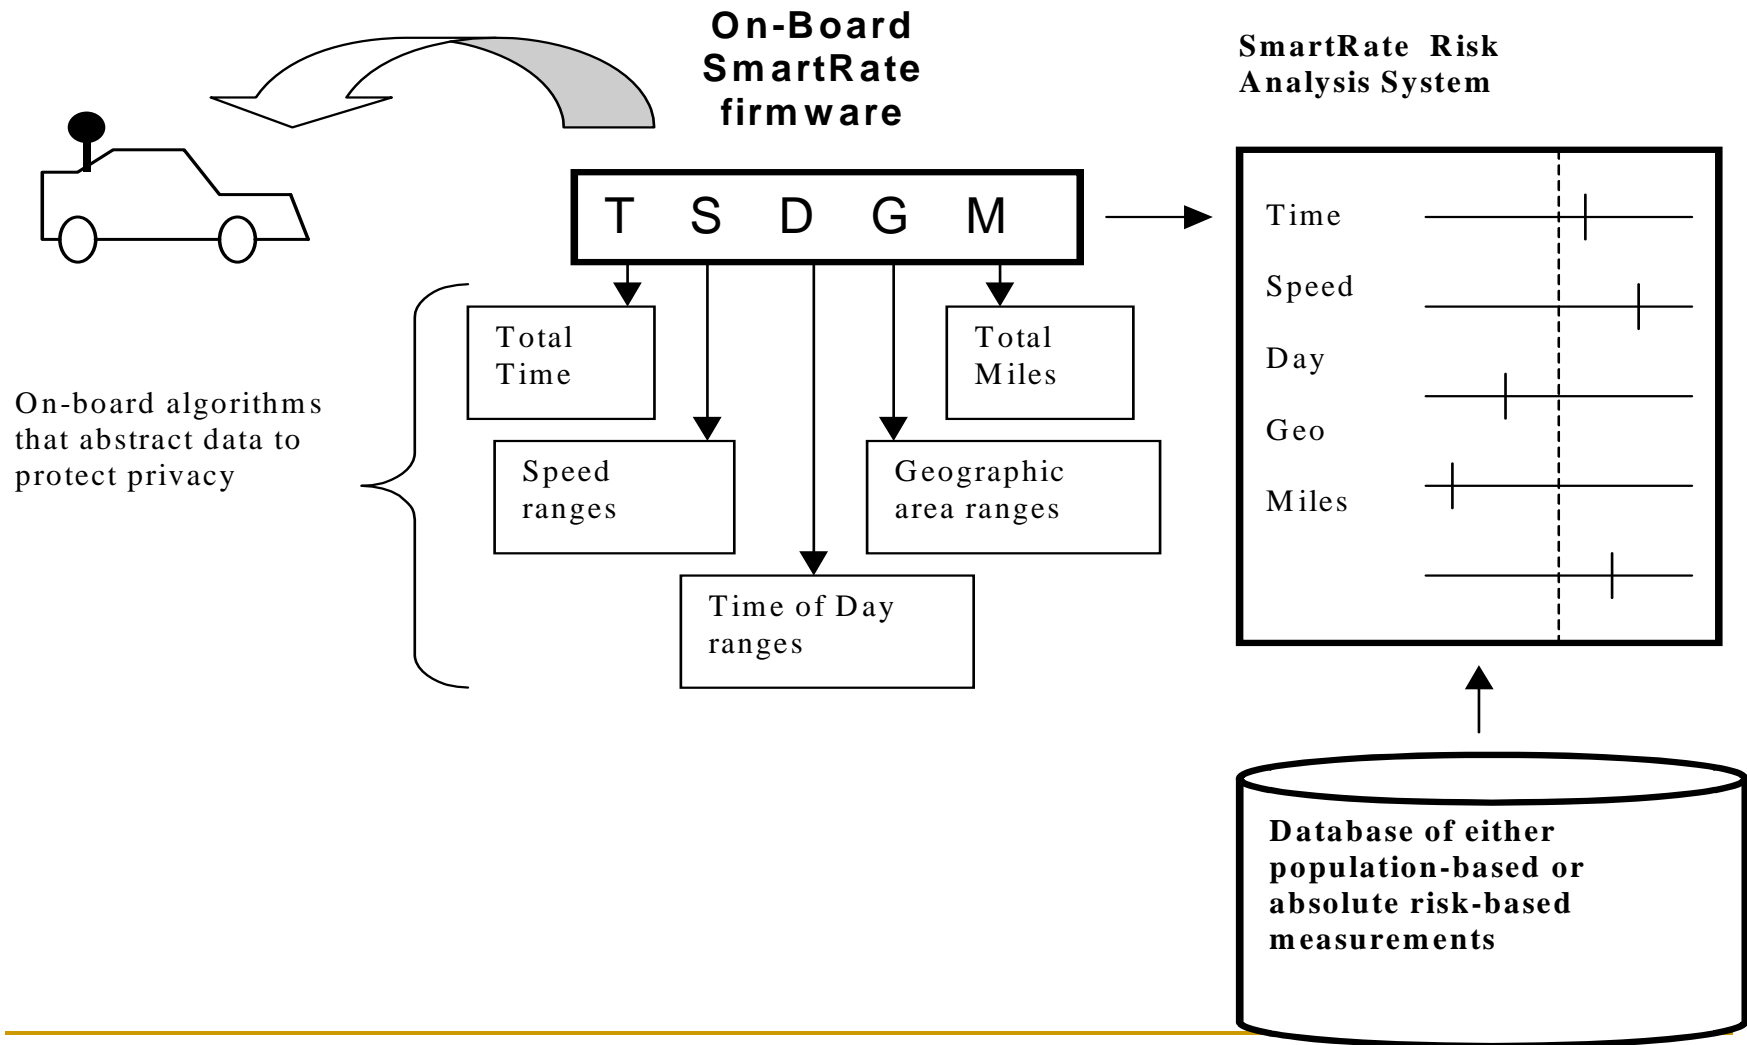 On-Board
SmartRate
firmware
SmartRate Risk
Analysis System
T S D G M
Total
Time
Total
Miles
Speed
ranges
Geographic
area ranges
Time of Day
ranges
On-board algorithms
that abstract data to
protect privacy
Time
Speed
Day
Geo
Miles
Database of either
population-based or
absolute risk-based
measurements